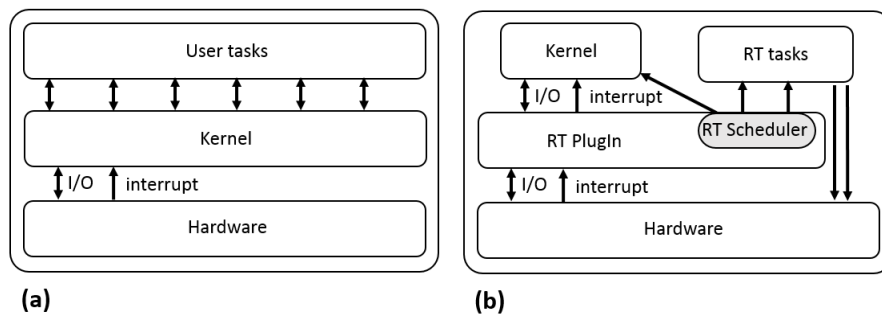 User tasks
Kernel
I/O interrupt
Hardware
(a)
Kernel
RT tasks
I/O interrupt
RT Scheduler
RT PlugIn
I/O interrupt
Hardware
(b)